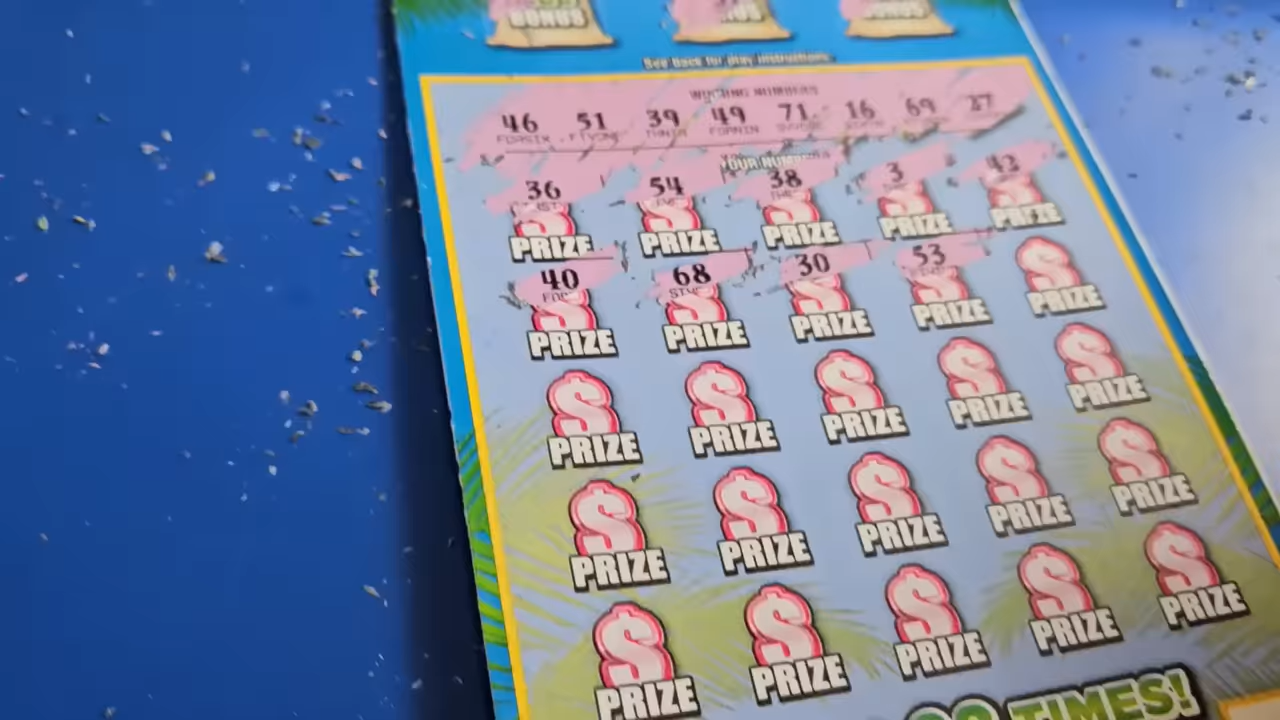 BONUS
See back for play instructions.
WINNING NUMBERS
46 51 39 49 71 16 69 27
YOUR NUMBERS
36 54 38 3 43
PRIZE PRIZE PRIZE PRIZE PRIZE
40 68 30 53
PRIZE PRIZE PRIZE PRIZE PRIZE
$ $ $ $ $
PRIZE PRIZE PRIZE PRIZE PRIZE
$ $ $ $ $
PRIZE PRIZE PRIZE PRIZE PRIZE
$ $ $ $ $
PRIZE PRIZE PRIZE PRIZE PRIZE
TIMES!